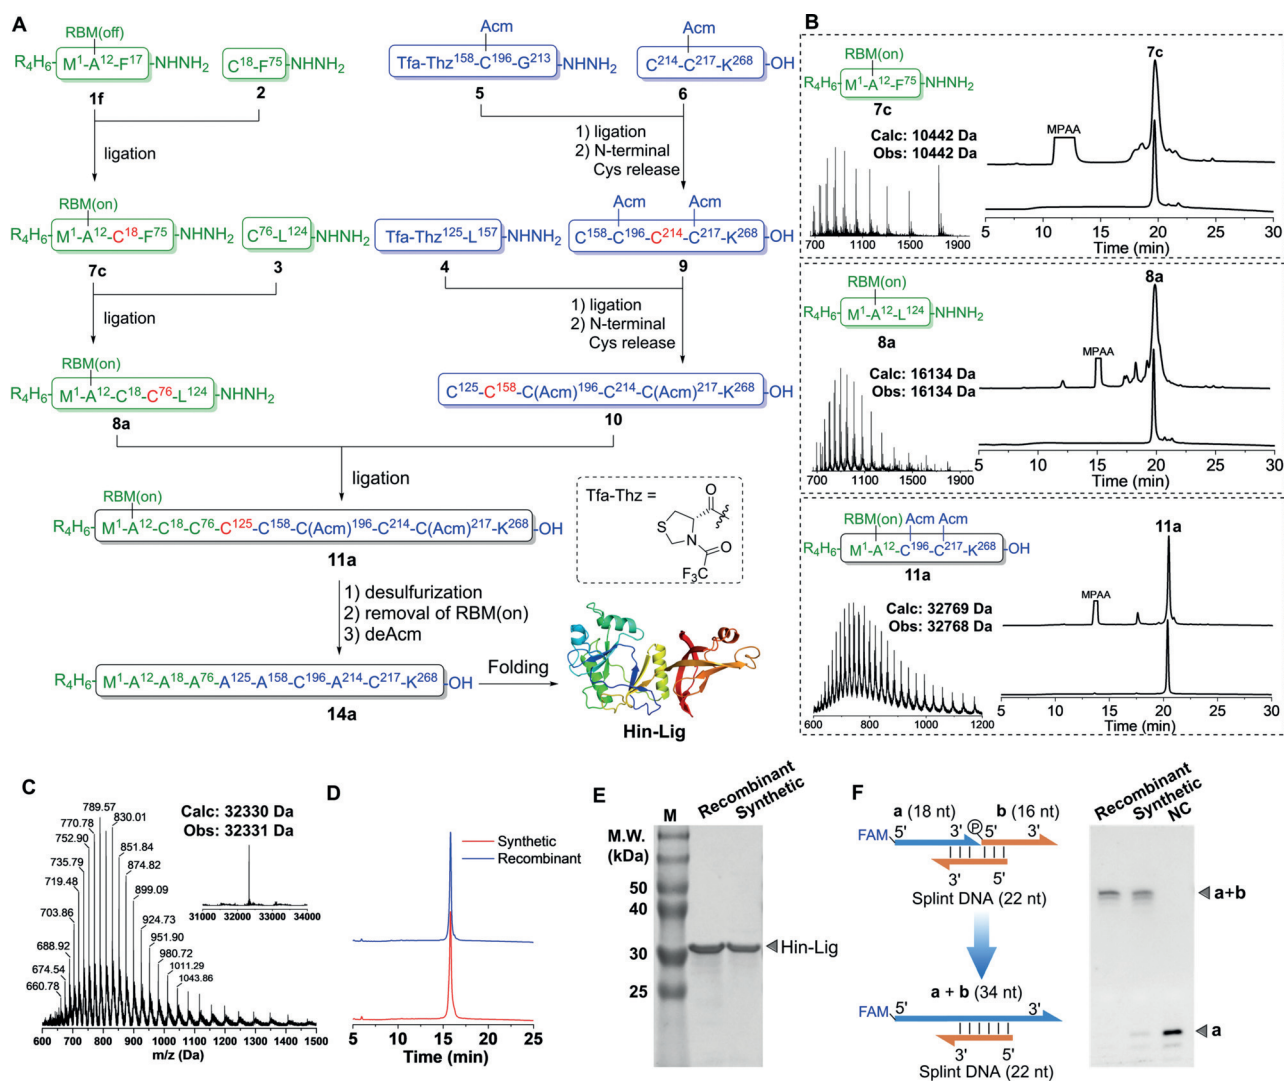 A
RBM(off)
R₄H₆-M¹-A¹²-F¹⁷-NHNH₂
1f
C¹⁸-F⁷⁵-NHNH₂
2
Acm
Tfa-Thz¹⁵⁸-C¹⁹⁶-G²¹³-NHNH₂
5
Acm
C²¹⁴-C²¹⁷-K²⁶⁸-OH
6
ligation
1) ligation
2) N-terminal
Cys release
RBM(on)
R₄H₆-M¹-A¹²-C¹⁸-F⁷⁵-NHNH₂
7c
C⁷⁶-L¹²⁴-NHNH₂
3
Tfa-Thz¹²⁵-L¹⁵⁷-NHNH₂
4
Acm
Acm
C¹⁵⁸-C¹⁹⁶-C²¹⁴-C²¹⁷-K²⁶⁸-OH
9
ligation
1) ligation
2) N-terminal
Cys release
RBM(on)
R₄H₆-M¹-A¹²-C¹⁸-C⁷⁶-L¹²⁴-NHNH₂
8a
C¹²⁵-C¹⁵⁸-C(Acm)¹⁹⁶-C²¹⁴-C(Acm)²¹⁷-K²⁶⁸-OH
10
ligation
RBM(on)
R₄H₆-M¹-A¹²-C¹⁸-C⁷⁶-C¹²⁵-C¹⁵⁸-C(Acm)¹⁹⁶-C²¹⁴-C(Acm)²¹⁷-K²⁶⁸-OH
11a
Tfa-Thz =
O
S
N
O
F₃C
1) desulfurization
2) removal of RBM(on)
3) deAcm
R₄H₆-M¹-A¹²-A¹⁸-A⁷⁶-A¹²⁵-A¹⁵⁸-C¹⁹⁶-A²¹⁴-C²¹⁷-K²⁶⁸-OH
14a
Folding
Hin-Lig
B
RBM(on)
R₄H₆-M¹-A¹²-F⁷⁵-NHNH₂
7c
Calc: 10442 Da
Obs: 10442 Da
700 1100 1500 1900
MPAA
7c
5 10 15 20 25 30
Time (min)
RBM(on)
R₄H₆-M¹-A¹²-L¹²⁴-NHNH₂
8a
Calc: 16134 Da
Obs: 16134 Da
700 1100 1500 1900
MPAA
8a
5 10 15 20 25 30
Time (min)
RBM(on) Acm Acm
R₄H₆-M¹-A¹²-C¹⁹⁶-C²¹⁷-K²⁶⁸-OH
11a
Calc: 32769 Da
Obs: 32768 Da
600 800 1000 1200
MPAA
11a
5 10 15 20 25 30
Time (min)
C
789.57
770.78
752.90
735.79
719.48
703.86
688.92
674.54
660.78
830.01
851.84
874.82
899.09
924.73
951.90
980.72
1011.29
1043.86
Calc: 32330 Da
Obs: 32331 Da
31000 32000 33000 34000
600 700 800 900 1000 1100 1200 1300 1400 1500
m/z (Da)
D
Synthetic
Recombinant
5 10 15 20 25
Time (min)
E
M
Recombinant
Synthetic
M.W.
(kDa)
50
40
30
25
Hin-Lig
F
a (18 nt)
b (16 nt)
FAM
5'
3'
P
5'
3'
3'
5'
Splint DNA (22 nt)
a + b (34 nt)
FAM
5'
3'
3'
5'
Splint DNA (22 nt)
Recombinant
Synthetic
NC
a+b
a